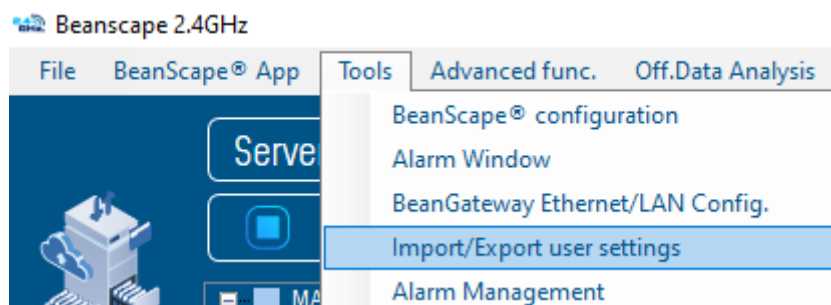 Beanscape 2.4GHz
File BeanScape® App Tools Advanced func. Off.Data Analysis
BeanScape® configuration
Alarm Window
BeanGateway Ethernet/LAN Config.
Import/Export user settings
Alarm Management